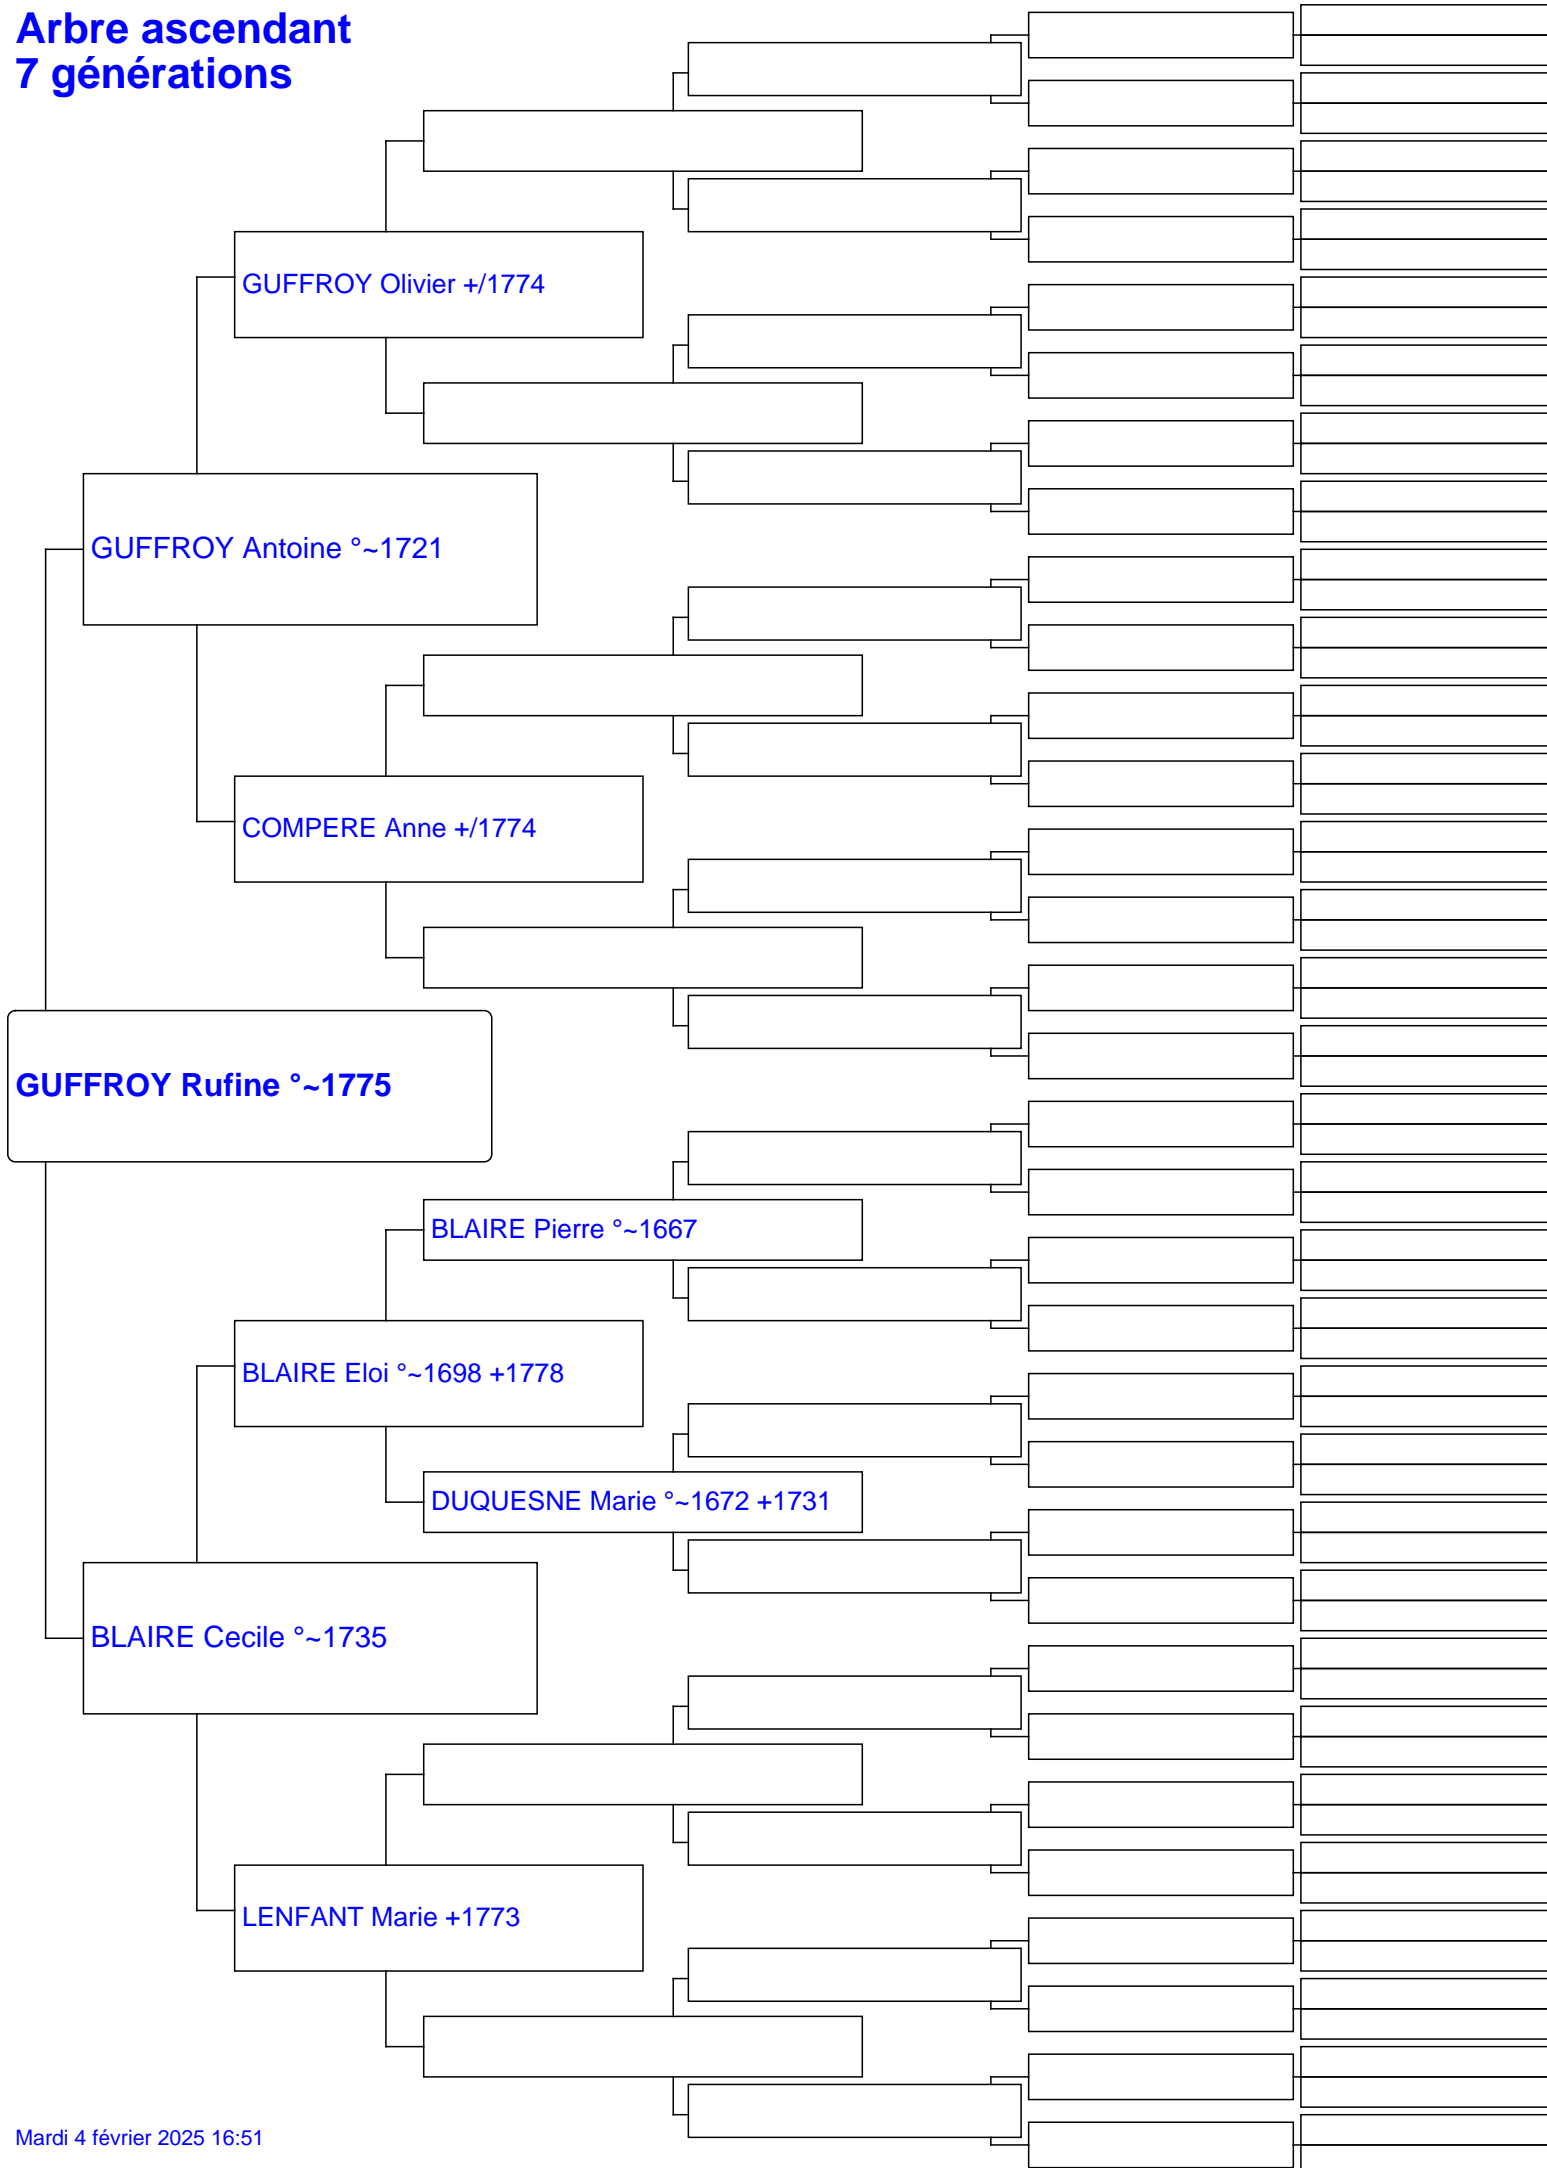 Arbre ascendant
7 générations
GUFFROY Olivier +/1774
GUFFROY Antoine °~1721
COMPERE Anne +/1774
GUFFROY Rufine °~1775
BLAIRE Pierre °~1667
BLAIRE Eloi °~1698 +1778
DUQUESNE Marie °~1672 +1731
BLAIRE Cecile °~1735
LENFANT Marie +1773
Mardi 4 février 2025 16:51